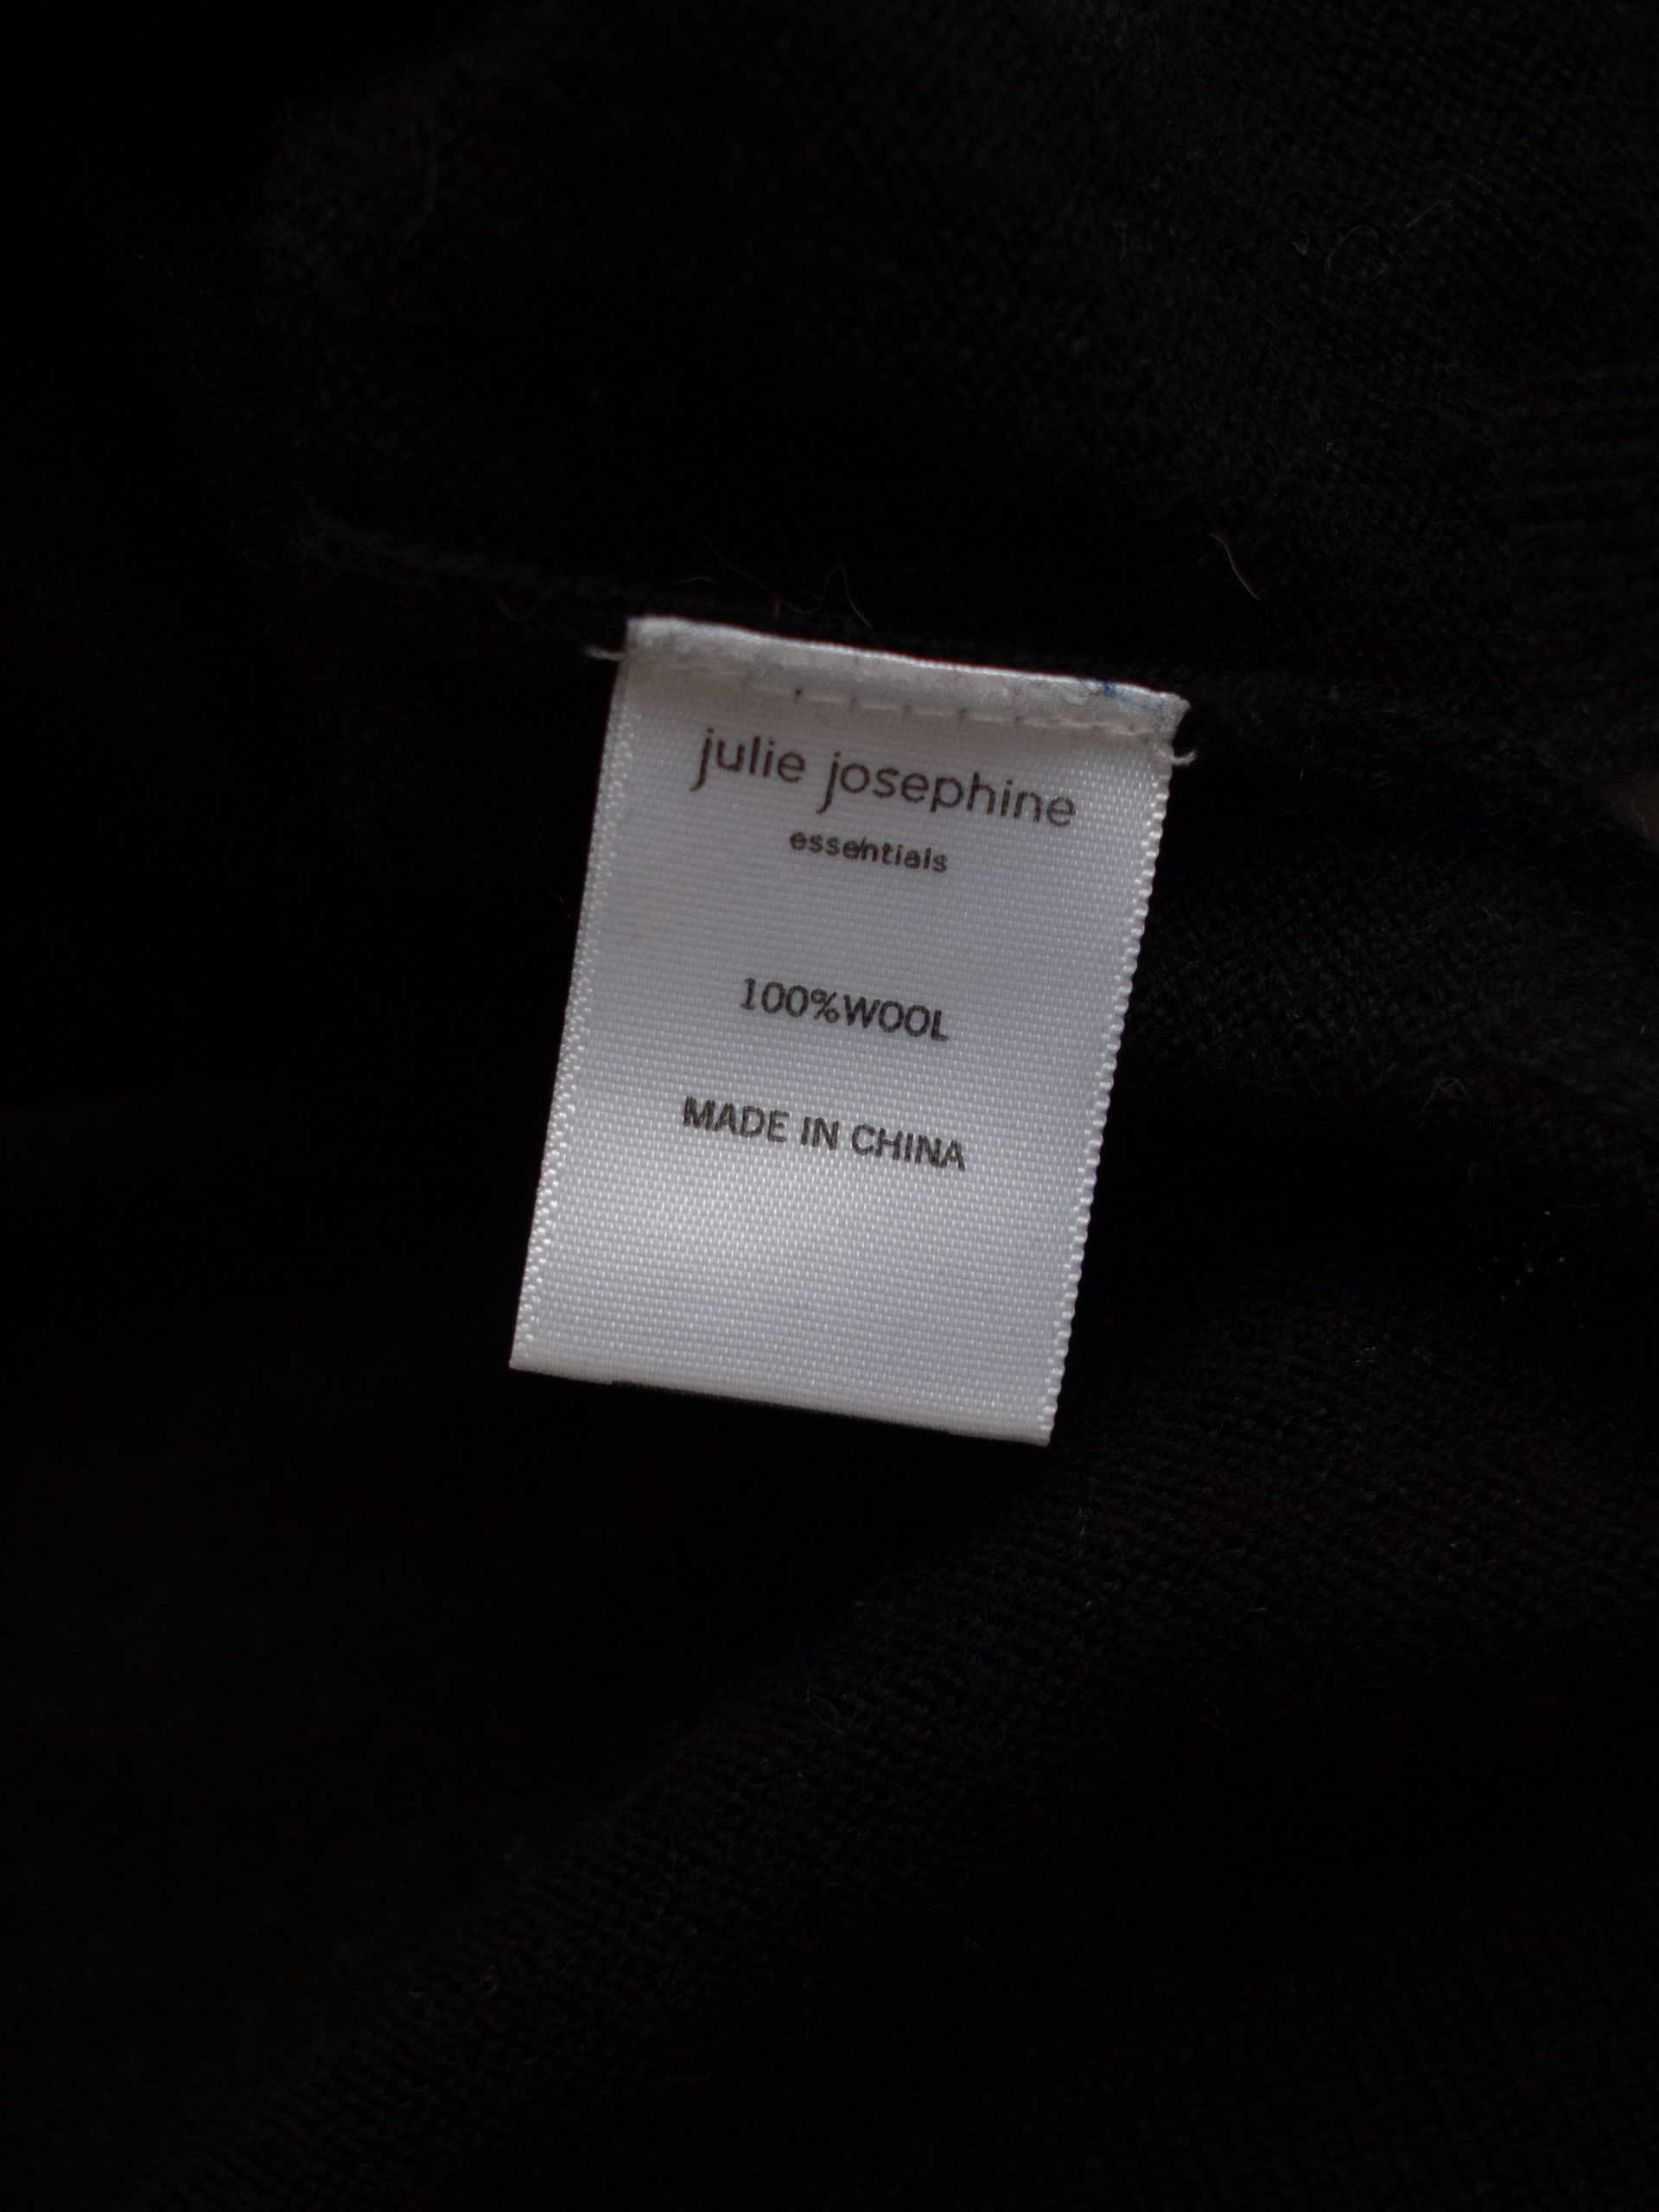 julie josephine
essentials
100%WOOL
MADE IN CHINA